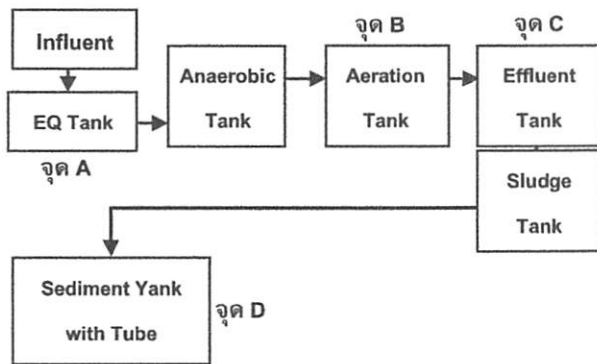 Influent
EQ Tank
จุด A
Anaerobic
Tank
จุด B
Aeration
Tank
จุด C
Effluent
Tank
Sludge
Tank
Sediment Yank
with Tube
จุด D